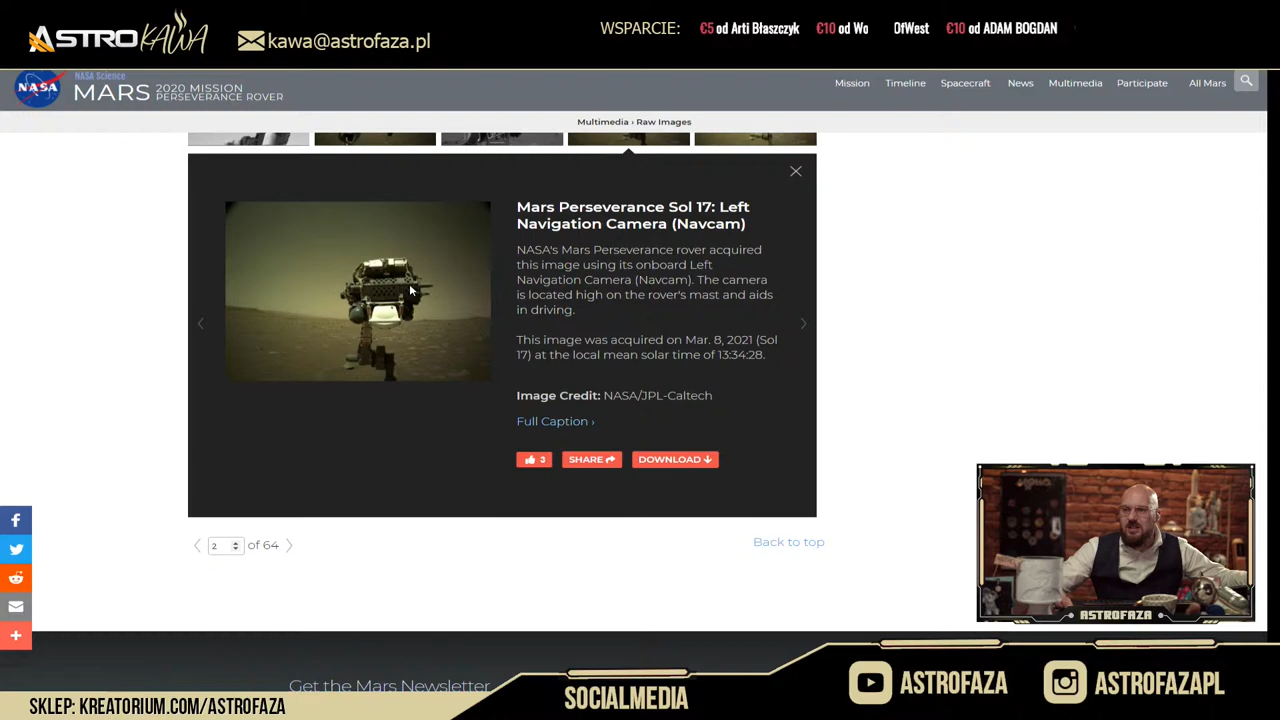 ASTROKAWA
kawa@astrofaza.pl
WSPARCIE: €5 od Arti Błaszczyk €10 od Wo OfWest €10 od ADAM BOGDAN
NASA
NASA Science
MARS 2020 MISSION
PERSEVERANCE ROVER
Mission Timeline Spacecraft News Multimedia Participate All Mars
Multimedia › Raw Images
Mars Perseverance Sol 17: Left
Navigation Camera (Navcam)
NASA's Mars Perseverance rover acquired
this image using its onboard Left
Navigation Camera (Navcam). The camera
is located high on the rover's mast and aids
in driving.
This image was acquired on Mar. 8, 2021 (Sol
17) at the local mean solar time of 13:34:28.
Image Credit: NASA/JPL-Caltech
Full Caption ›
3 SHARE DOWNLOAD
2 of 64
Back to top
ASTROFAZA
Get the Mars Newsletter
SKLEP: KREATORIUM.COM/ASTROFAZA
SOCIALMEDIA
ASTROFAZA
ASTROFAZAPL